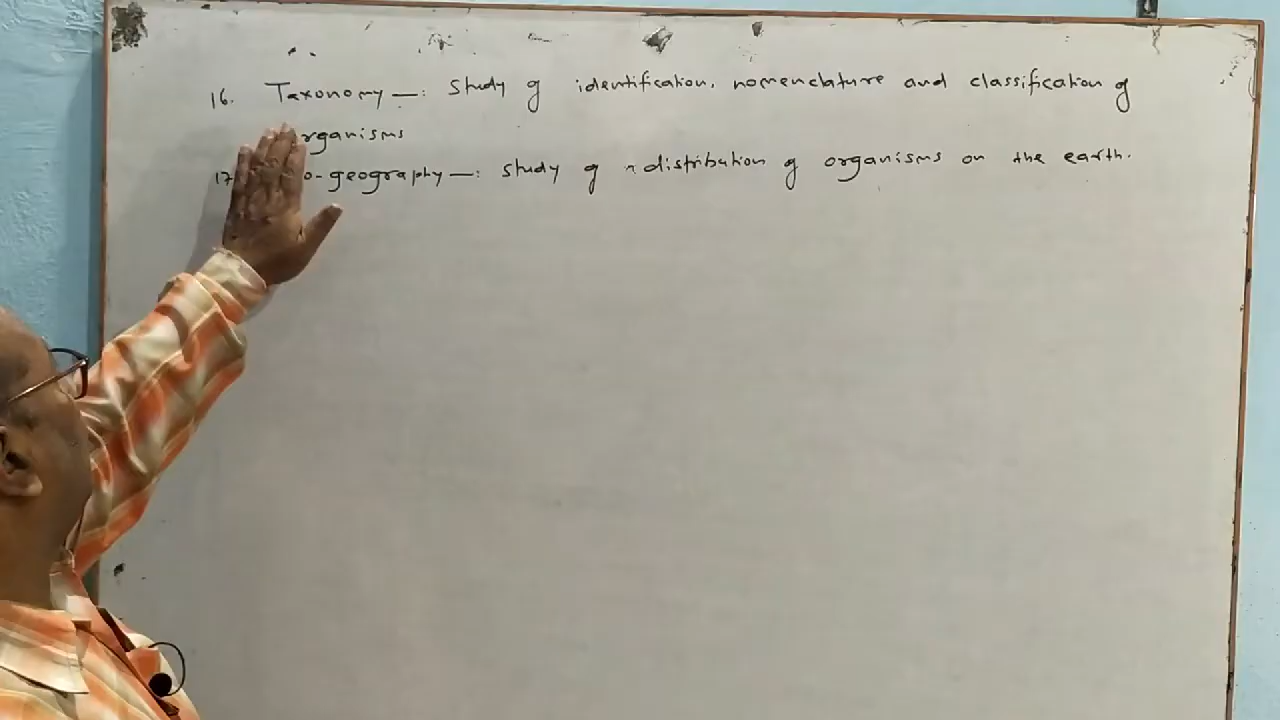 16. Taxonomy —: Study of identification, nomenclature and classification of
rganisms
17 o-geography —: study of distribution of organisms on the earth.